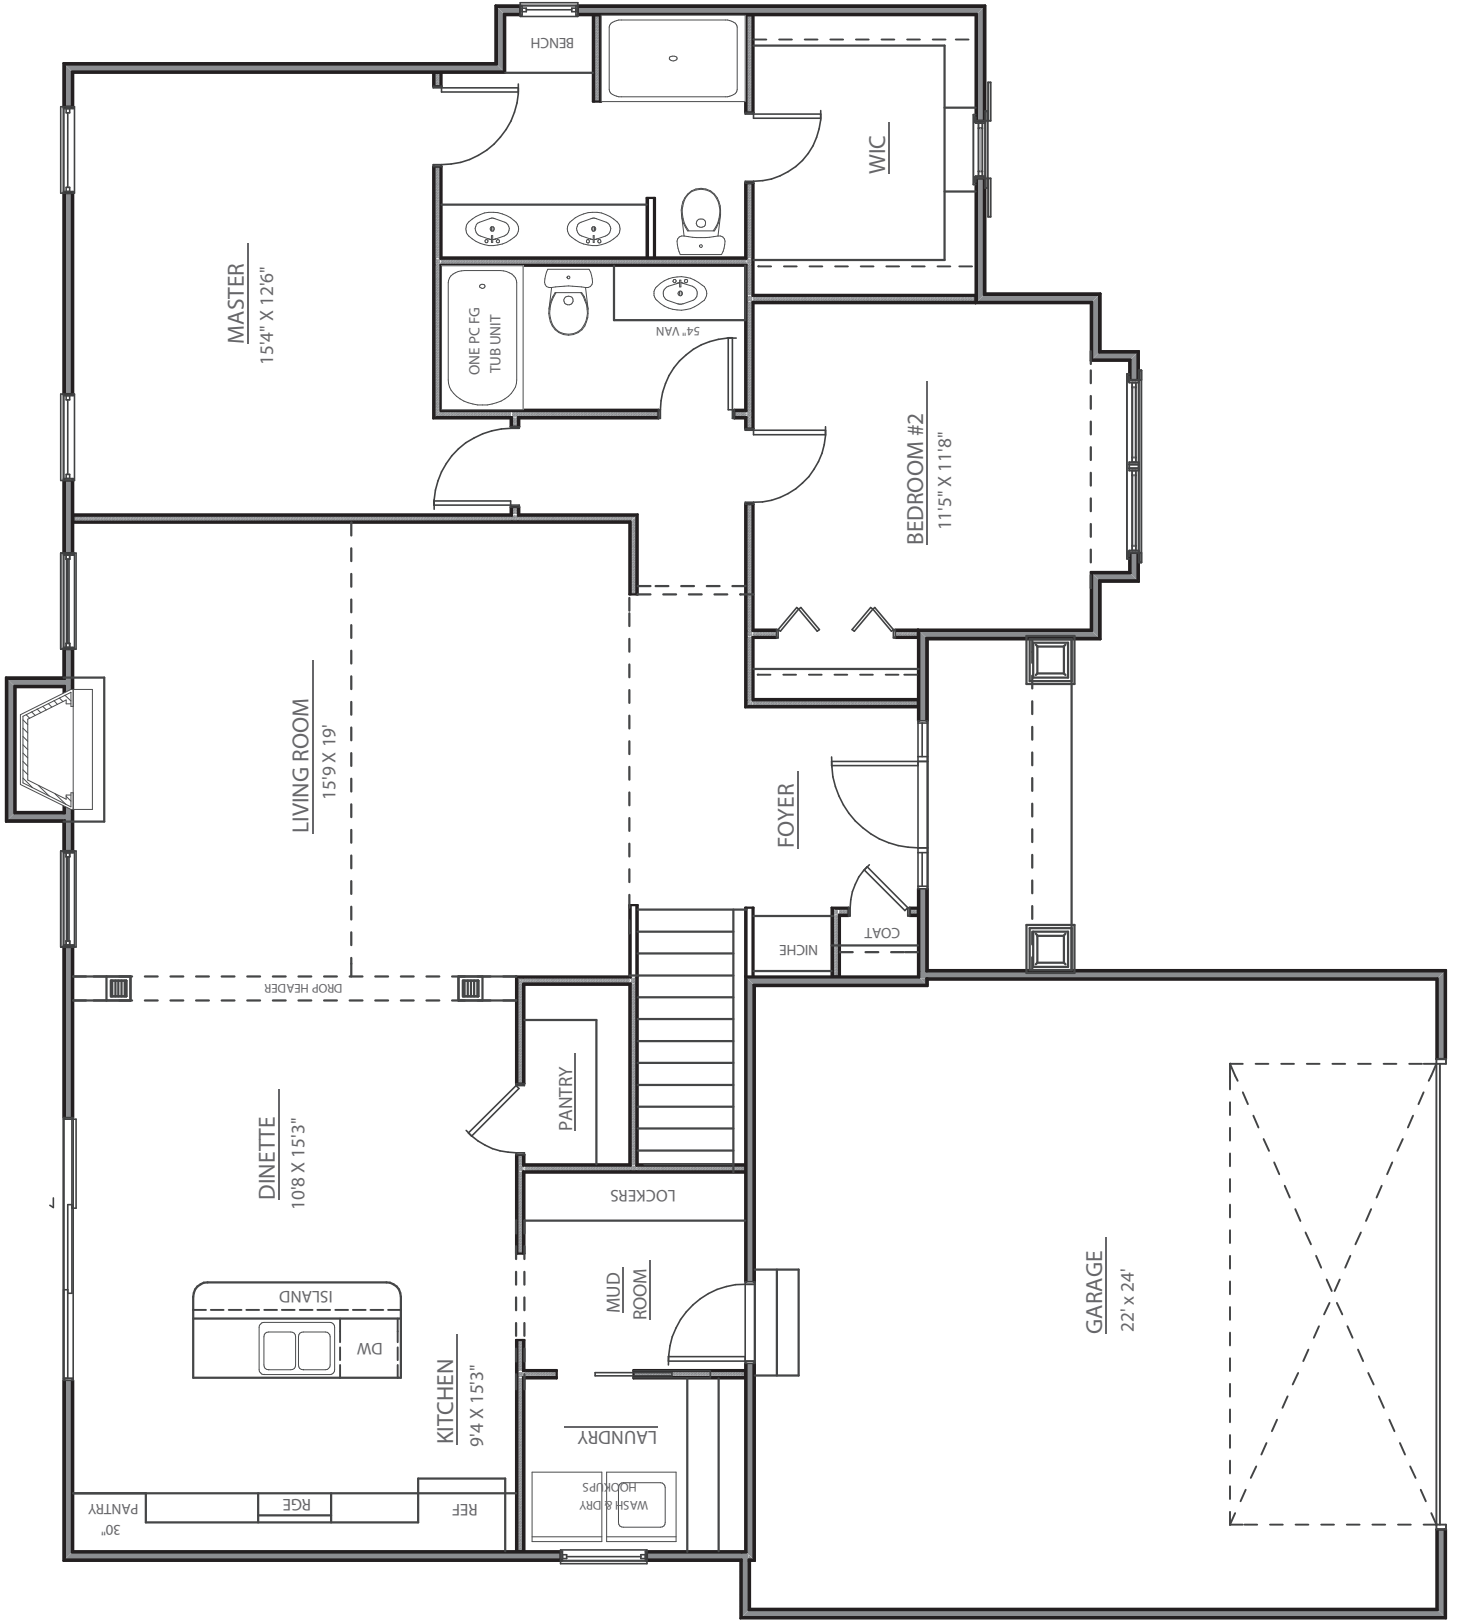 BENCH
WIC
MASTER
15'4" X 12'6"
ONE PC FG
TUB UNIT
54" VAN
BEDROOM #2
11'5" X 11'8"
LIVING ROOM
15'9 X 19'
FOYER
NICHE
COAT
DROP HEADER
PANTRY
DINETTE
10'8 X 15'3"
LOCKERS
MUD
ROOM
ISLAND
DW
KITCHEN
9'4 X 15'3"
GARAGE
22' x 24'
LAUNDRY
WASH & DRY
HOOKUPS
30"
PANTRY
RGE
REF